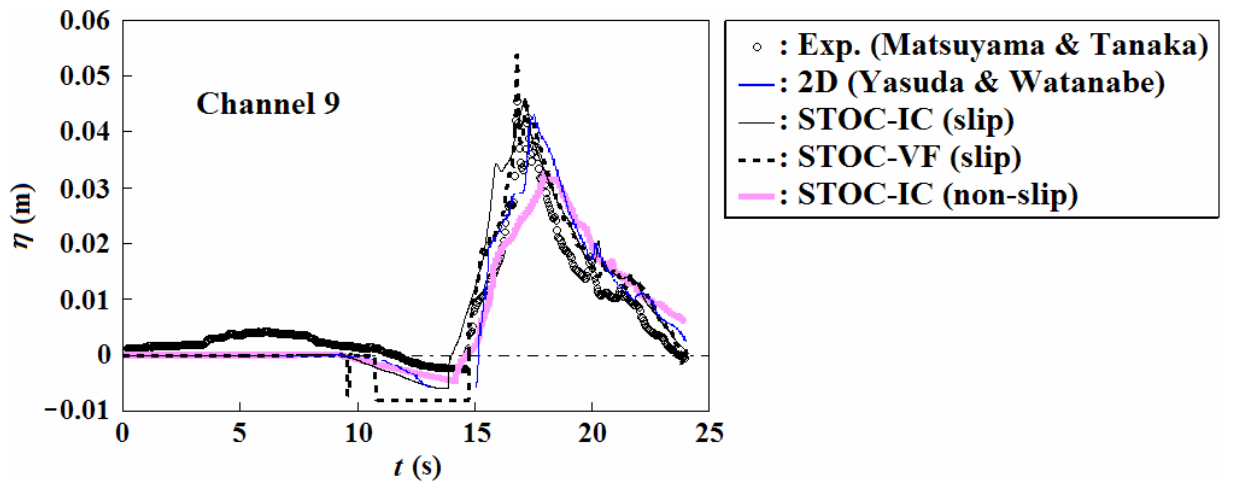 0.06
0.05
0.04
0.03
0.02
0.01
0
−0.01
η (m)
Channel 9
0 5 10 15 20 25
t (s)
: Exp. (Matsuyama & Tanaka)
: 2D (Yasuda & Watanabe)
: STOC-IC (slip)
: STOC-VF (slip)
: STOC-IC (non-slip)